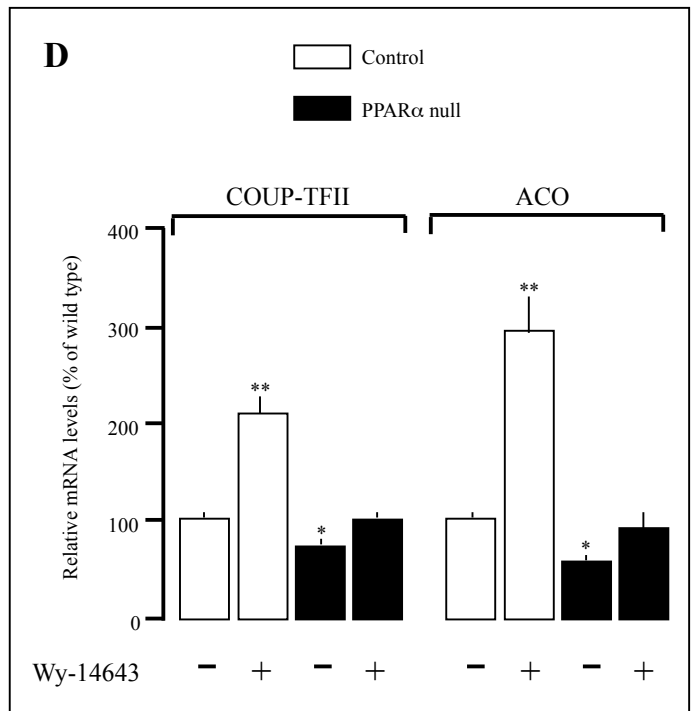 D
Control
PPARα null
COUP-TFII ACO
Relative mRNA levels (% of wild type)
400
300
200
100
0
** * ** *
Wy-14643 − + − + − + − +